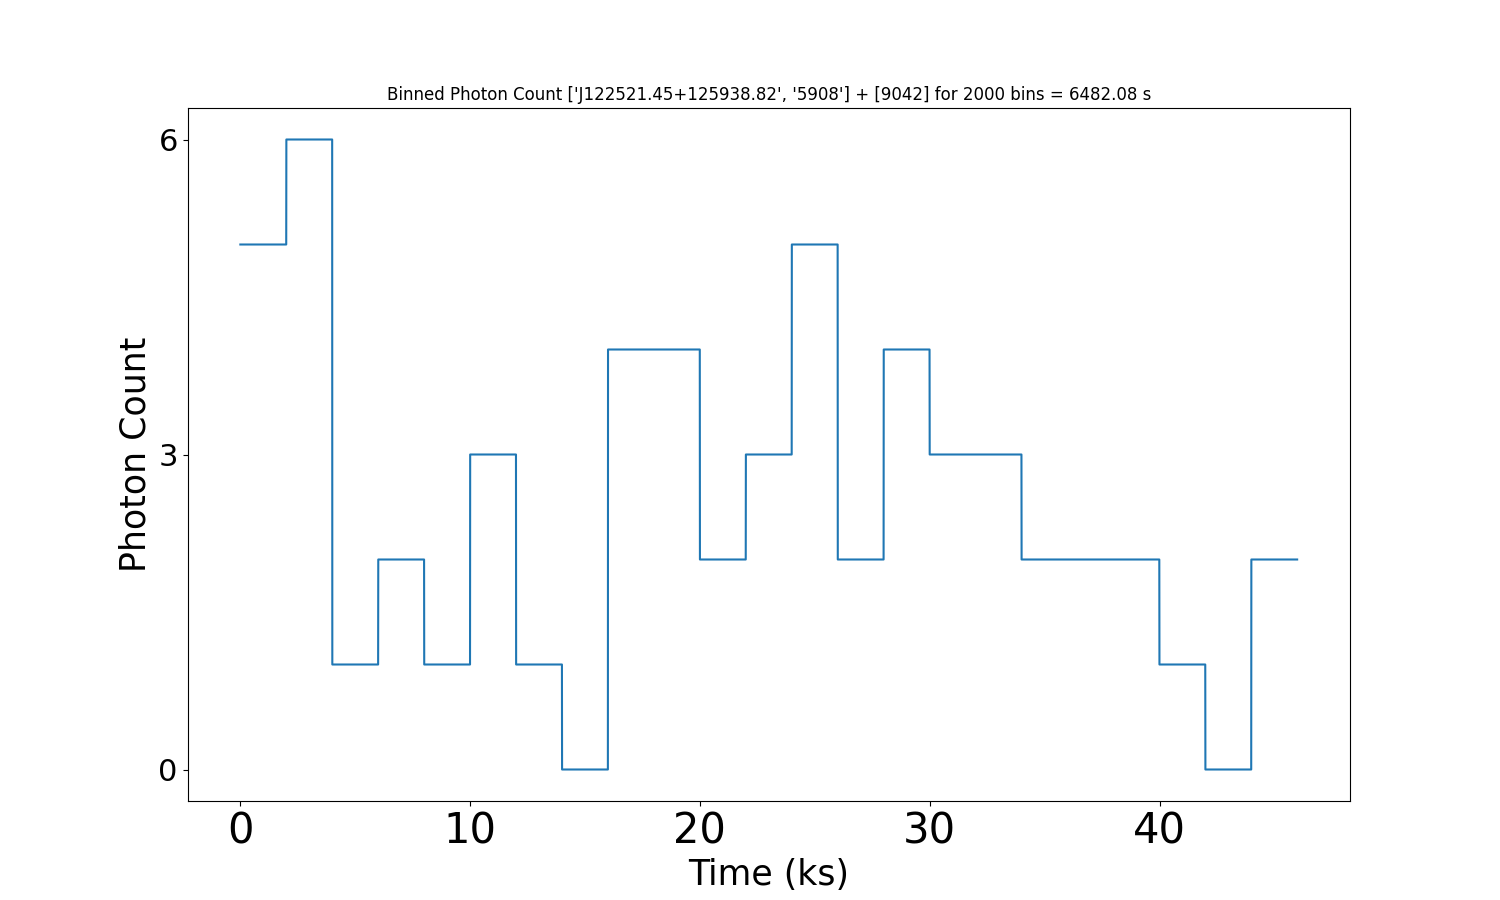 Binned Photon Count ['J122521.45+125938.82', '5908'] + [9042] for 2000 bins = 6482.08 s
6
3
0
Photon Count
0 10 20 30 40
Time (ks)